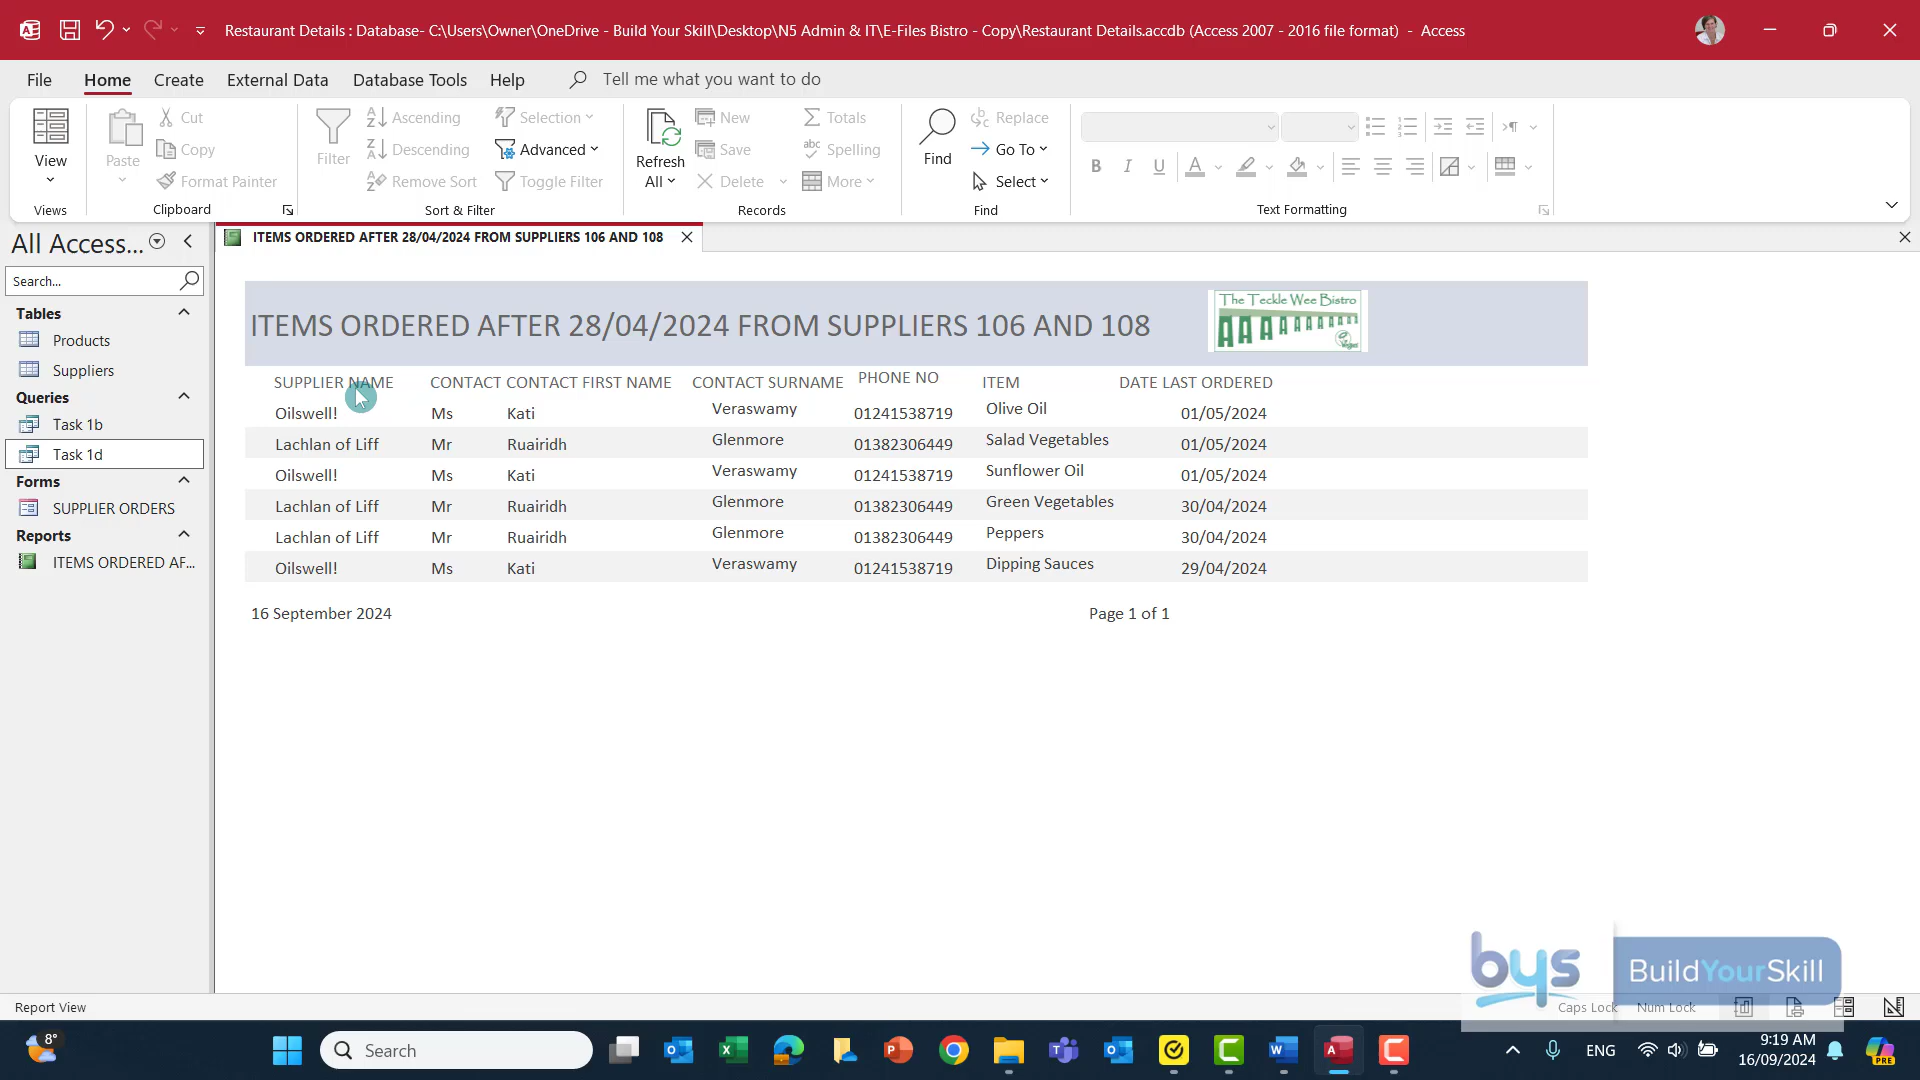 Restaurant Details : Database- C:\Users\Owner\OneDrive - Build Your Skill\Desktop\N5 Admin & IT\E-Files Bistro - Copy\Restaurant Details.accdb (Access 2007 - 2016 file format) - Access
File Home Create External Data Database Tools Help Tell me what you want to do
View
Views
Paste
Cut
Copy
Format Painter
Clipboard
Filter
Ascending
Descending
Remove Sort
Selection
Advanced
Toggle Filter
Sort & Filter
Refresh
All
New
Save
Delete
Totals
Spelling
More
Records
Find
Replace
Go To
Select
Find
Text Formatting
All Access...
Search...
Tables
Products
Suppliers
Queries
Task 1b
Task 1d
Forms
SUPPLIER ORDERS
Reports
ITEMS ORDERED AF...
ITEMS ORDERED AFTER 28/04/2024 FROM SUPPLIERS 106 AND 108
ITEMS ORDERED AFTER 28/04/2024 FROM SUPPLIERS 106 AND 108
The Teckle Wee Bistro
SUPPLIER NAME CONTACT CONTACT FIRST NAME CONTACT SURNAME PHONE NO ITEM DATE LAST ORDERED
Oilswell! Ms Kati Veraswamy 01241538719 Olive Oil 01/05/2024
Lachlan of Liff Mr Ruairidh Glenmore 01382306449 Salad Vegetables 01/05/2024
Oilswell! Ms Kati Veraswamy 01241538719 Sunflower Oil 01/05/2024
Lachlan of Liff Mr Ruairidh Glenmore 01382306449 Green Vegetables 30/04/2024
Lachlan of Liff Mr Ruairidh Glenmore 01382306449 Peppers 30/04/2024
Oilswell! Ms Kati Veraswamy 01241538719 Dipping Sauces 29/04/2024
16 September 2024 Page 1 of 1
bys BuildYourSkill
Report View Caps Lock Num Lock
8°
Search
ENG
9:19 AM
16/09/2024
PRE